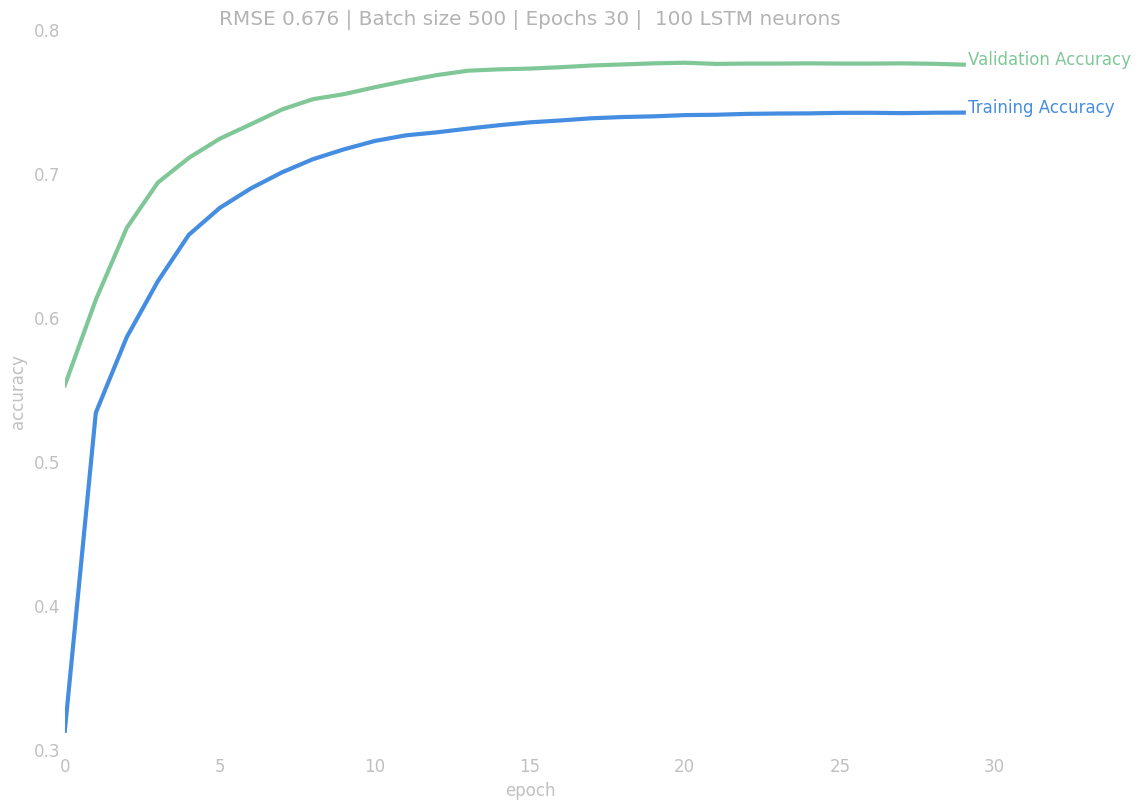 RMSE 0.676 | Batch size 500 | Epochs 30 |  100 LSTM neurons
0.8
0.7
0.6
0.5
0.4
0.3
accuracy
Validation Accuracy
Training Accuracy
0 5 10 15 20 25 30
epoch